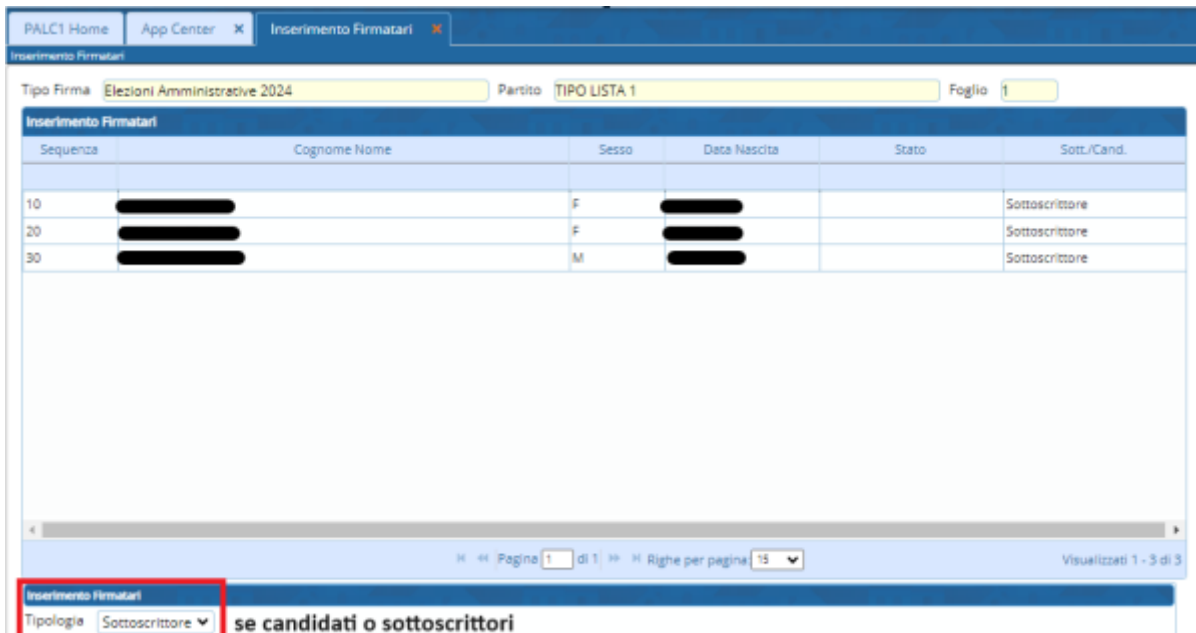 PALC1 Home App Center Inserimento Firmatari
Inserimento Firmatari
Tipo Firma Elezioni Amministrative 2024 Partito TIPO LISTA 1 Foglio 1
Inserimento Firmatari
Sequenza Cognome Nome Sesso Data Nascita Stato Sott./Cand.
10 F Sottoscrittore
20 F Sottoscrittore
30 M Sottoscrittore
Pagina 1 di 1 Righe per pagina: 15 Visualizzati 1 - 3 di 3
Inserimento Firmatari
Tipologia Sottoscrittore se candidati o sottoscrittori